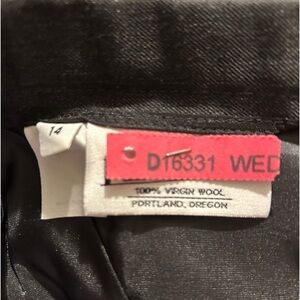 14
D16331 WED
100% VIRGIN WOOL
PORTLAND, OREGON